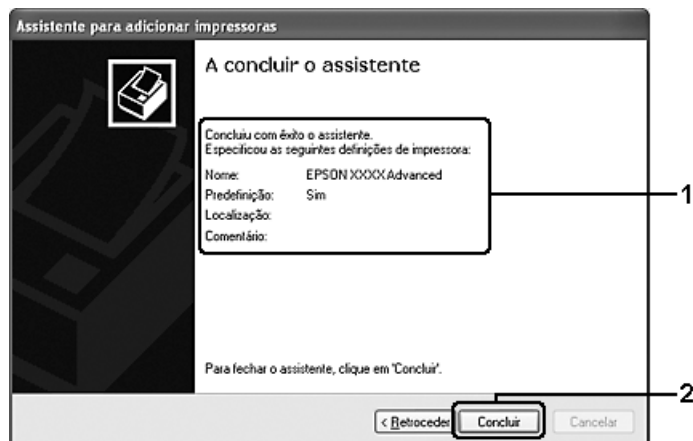 Assistente para adicionar impressoras
A concluir o assistente
Concluiu com êxito o assistente.
Especificou as seguintes definições de impressora:
Nome: EPSON XXXX Advanced
Predefinição: Sim
Localização:
Comentário:
1
Para fechar o assistente, clique em 'Concluir'.
2
< Retroceder Concluir Cancelar